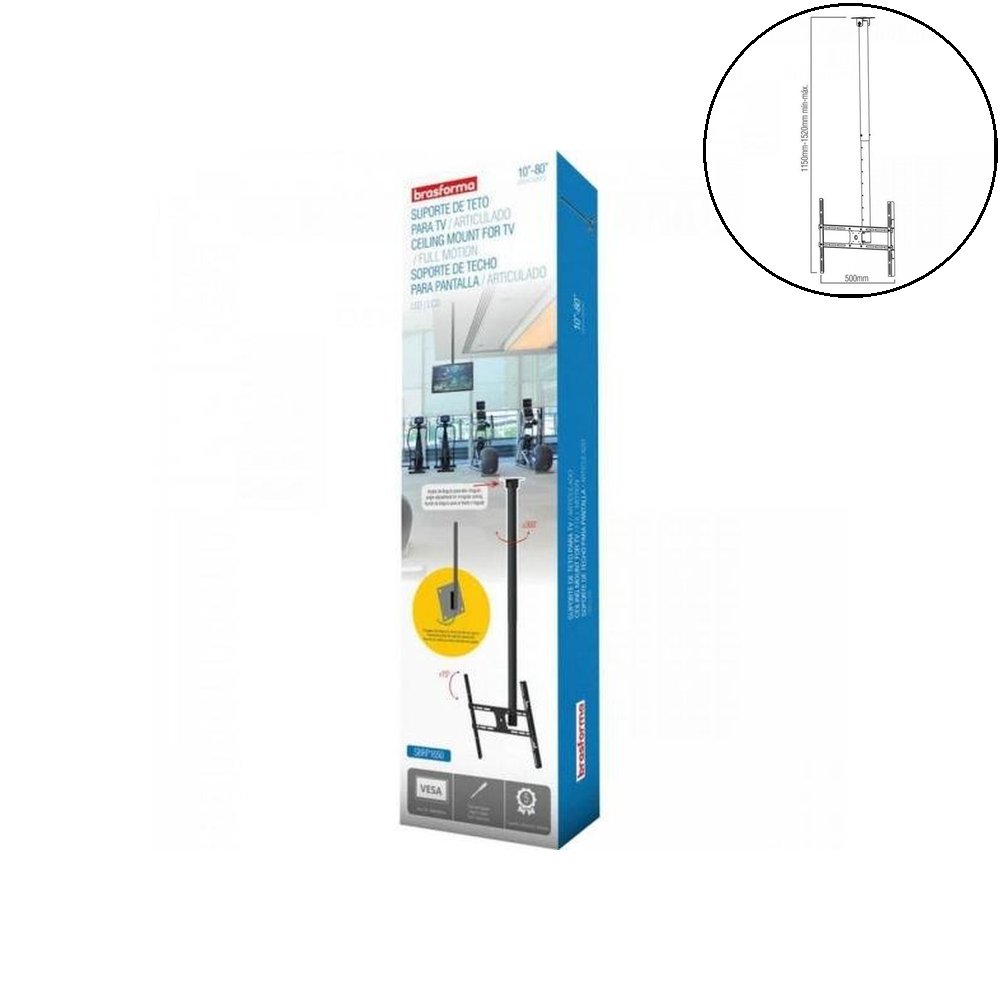 1150mm-1520mm min-máx.
500mm
10"-80"
brasforma
SUPORTE DE TETO
PARA TV / ARTICULADO
CEILING MOUNT FOR TV
/ FULL MOTION
SOPORTE DE TECHO
PARA PANTALLA / ARTICULADO
LED / LCD
10"-80"
±360°
±15°
SBRP1050
VESA
5
SUPORTE DE TETO PARA TV / ARTICULADO
CEILING MOUNT FOR TV / FULL MOTION
SOPORTE DE TECHO PARA PANTALLA / ARTICULADO
brasforma